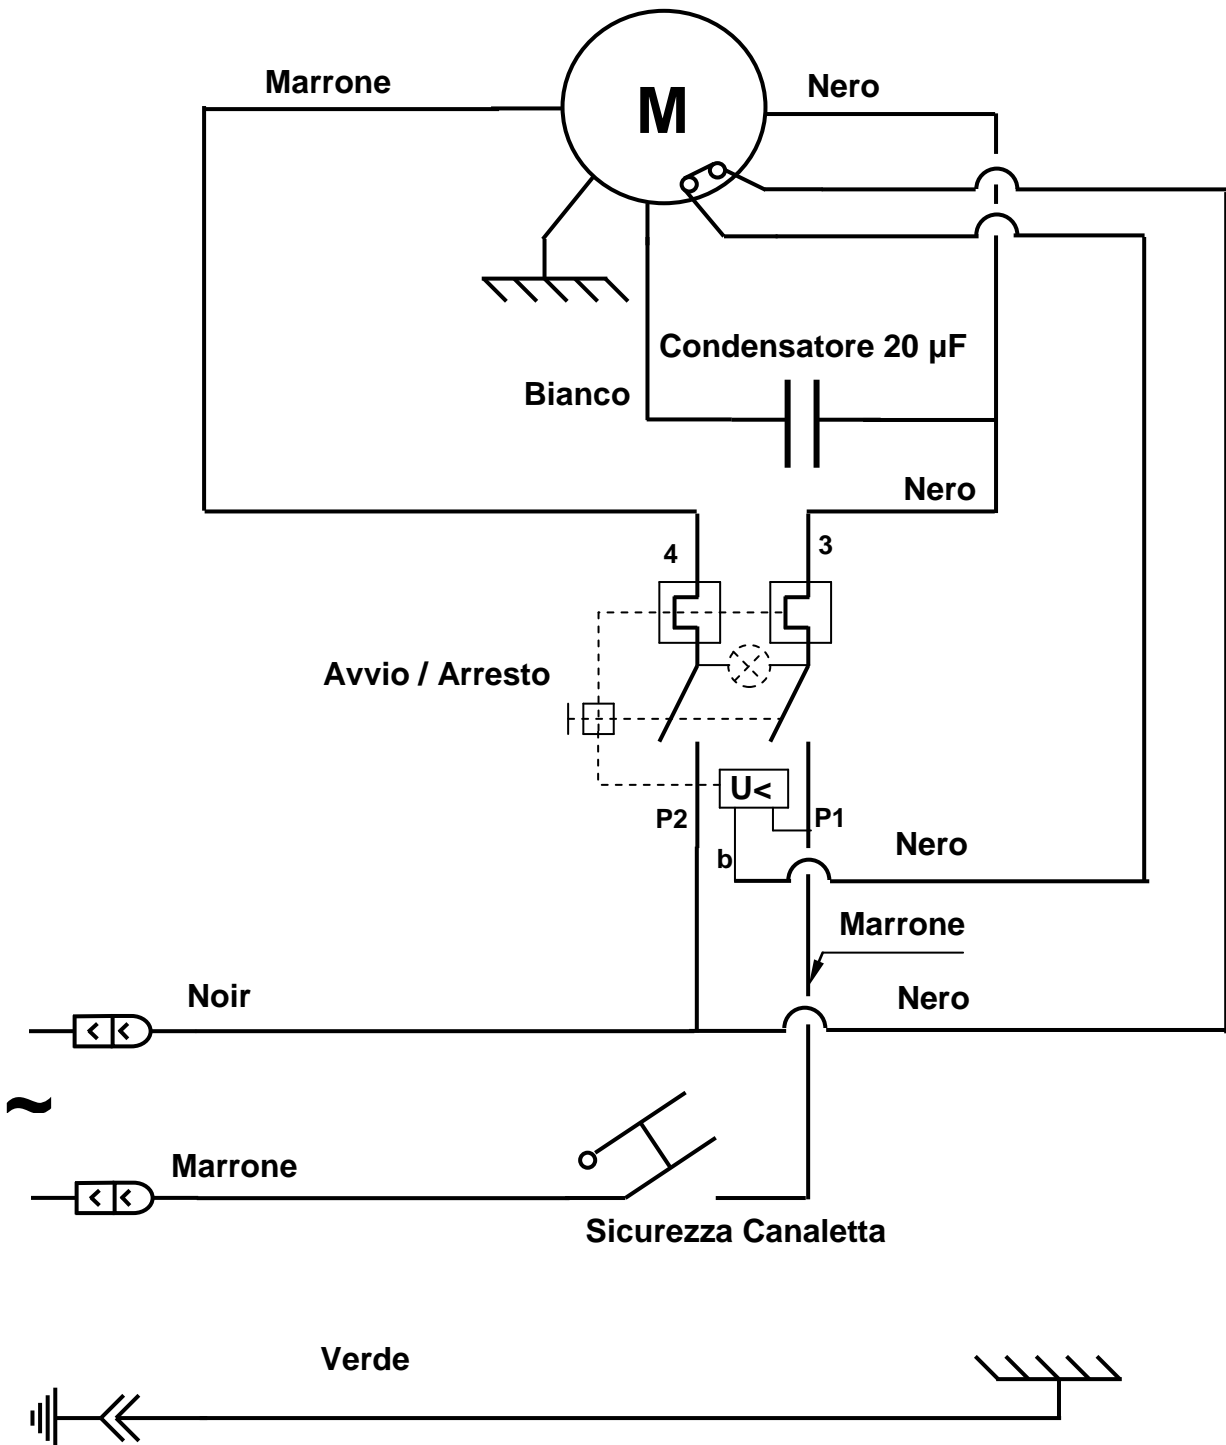 Marrone
M
Nero
Condensatore 20 µF
Bianco
Nero
4
3
Avvio / Arresto
U<
P2
P1
b
Nero
Marrone
Noir
Nero
~
Marrone
Sicurezza Canaletta
Verde